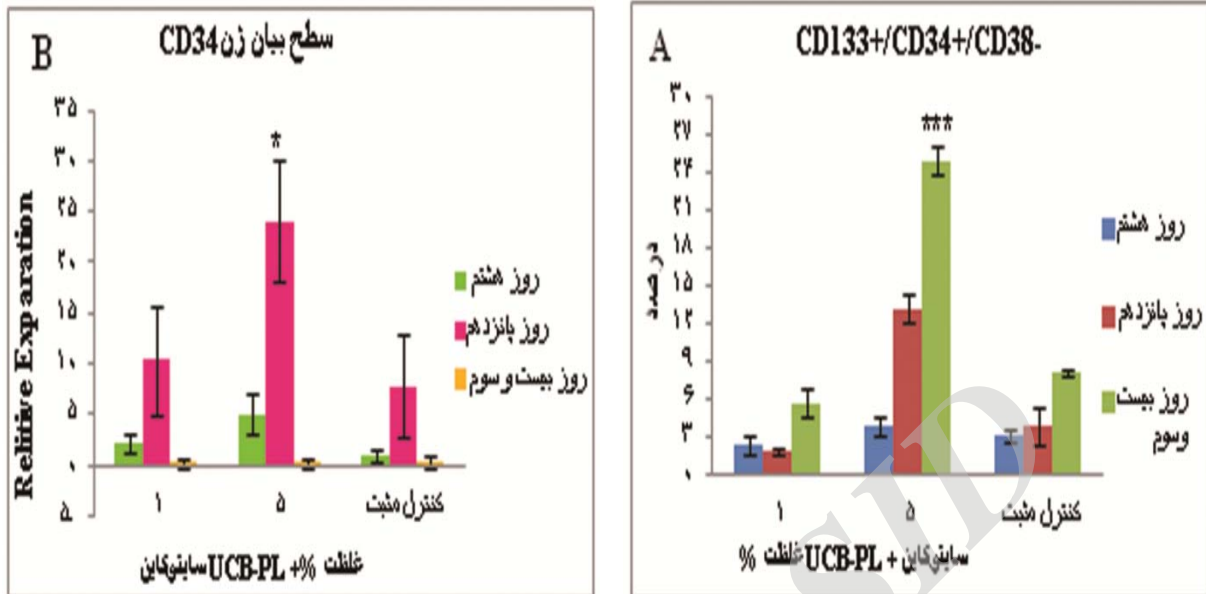 B
سطح بیان ژن CD34
Relitive Exparation
۳۵
۳۰
۲۵
۲۰
۱۵
۱۰
۵
۰
۵
*
۱
۵
کنترل مثبت
غلظت %+ UCB-PL سایتوکاین
روز هشتم
روز پانزدهم
روز بیست و سوم
A
CD133+/CD34+/CD38-
درصدد
۳۰
۲۷
۲۴
۲۱
۱۸
۱۵
۱۲
۹
۶
۳
۰
***
۱
۵
کنترل مثبت
سایتوکاین + UCB-PL غلظت %
روز هشتم
روز پانزدهم
روز بیست
وسوم
SID